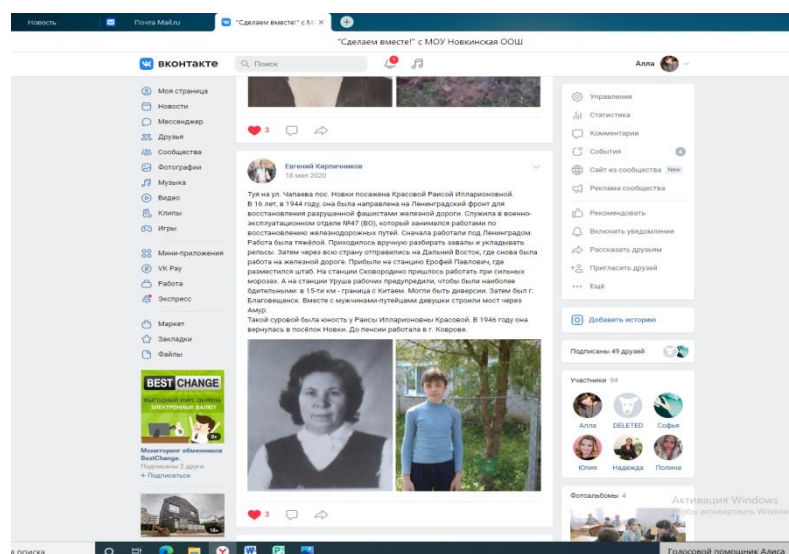 Новость
Почта Mail.ru
"Сделаем вместе!" с М
"Сделаем вместе!" с МОУ Новкинская ООШ
вконтакте
Поиск
1
Алла
Моя страница
Новости
Мессенджер
Друзья
Сообщества
Фотографии
Музыка
Видео
Клипы
Игры
Мини-приложения
VK Pay
Работа
Экспресс
Маркет
Закладки
Файлы
BEST CHANGE
ВЫГОДНЫЙ КУРС ОБМЕНА
ЭЛЕКТРОННЫХ ВАЛЮТ
Мониторинг обменников
BestChange.
Подписаны 2 друга
+ Подписаться
18+
3
Евгений Кирпичников
18 мая 2020
Туя на ул. Чапаева пос. Новки посажена Красовой Раисой Илларионовной.
В 16 лет, в 1944 году, она была направлена на Ленинградский фронт для
восстановления разрушенной фашистами железной дороги. Служила в военно-
эксплуатационном отделе №47 (ВО), который занимался работами по
восстановлению железнодорожных путей. Сначала работали под Ленинградом.
Работа была тяжёлой. Приходилось вручную разбирать завалы и укладывать
рельсы. Затем через всю страну отправились на Дальний Восток, где снова была
работа на железной дороге. Прибыли на станцию Ерофей Павлович, где
разместился штаб. На станции Сковородино пришлось работать при сильных
морозах. А на станции Уруша рабочих предупредили, чтобы были наиболее
бдительными: в 15-ти км - граница с Китаем. Могли быть диверсии. Затем был г.
Благовещенск. Вместе с мужчинами-путейцами девушки строили мост через
Амур.
Такой суровой была юность у Раисы Илларионовны Красовой. В 1946 году она
вернулась в посёлок Новки. До пенсии работала в г. Коврове.
3
Управление
Статистика
Комментарии
События 4
Сайт из сообщества New
Реклама сообщества
Рекомендовать
Включить уведомления
Рассказать друзьям
Пригласить друзей
Ещё
Добавить историю
Подписаны 49 друзей
Участники 94
Алла DELETED Софья
Юлия Надежда Полина
Фотоальбомы 4
Активация Windows
Чтобы активировать Window
поиска
Голосовой помощник Алиса